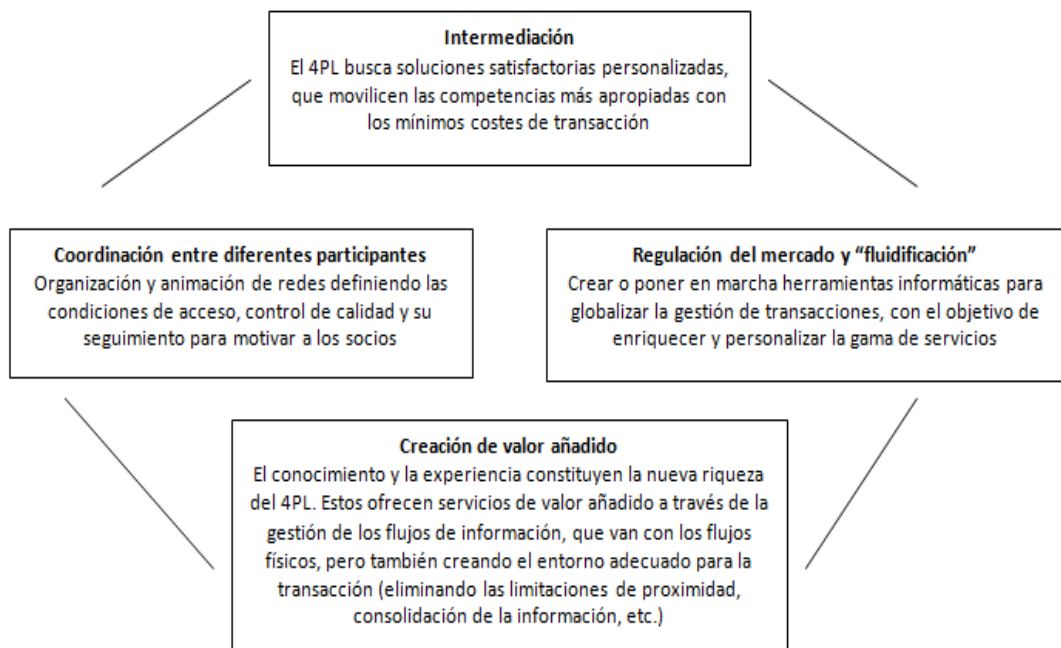 Intermediación
El 4PL busca soluciones satisfactorias personalizadas,
que movilicen las competencias más apropiadas con
los mínimos costes de transacción
Coordinación entre diferentes participantes
Organización y animación de redes definiendo las
condiciones de acceso, control de calidad y su
seguimiento para motivar a los socios
Regulación del mercado y “fluidificación”
Crear o poner en marcha herramientas informáticas para
globalizar la gestión de transacciones, con el objetivo de
enriquecer y personalizar la gama de servicios
Creación de valor añadido
El conocimiento y la experiencia constituyen la nueva riqueza
del 4PL. Estos ofrecen servicios de valor añadido a través de la
gestión de los flujos de información, que van con los flujos
físicos, pero también creando el entorno adecuado para la
transacción (eliminando las limitaciones de proximidad,
consolidación de la información, etc.)